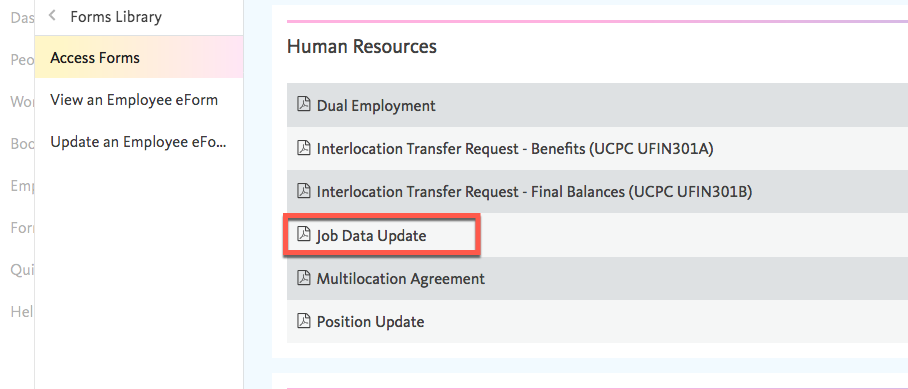 Forms Library
Access Forms
View an Employee eForm
Update an Employee eFo...
Das
Peo
Wor
Boo
Emp
For
Qui
Hel
Human Resources
Dual Employment
Interlocation Transfer Request - Benefits (UCPC UFIN301A)
Interlocation Transfer Request - Final Balances (UCPC UFIN301B)
Job Data Update
Multilocation Agreement
Position Update